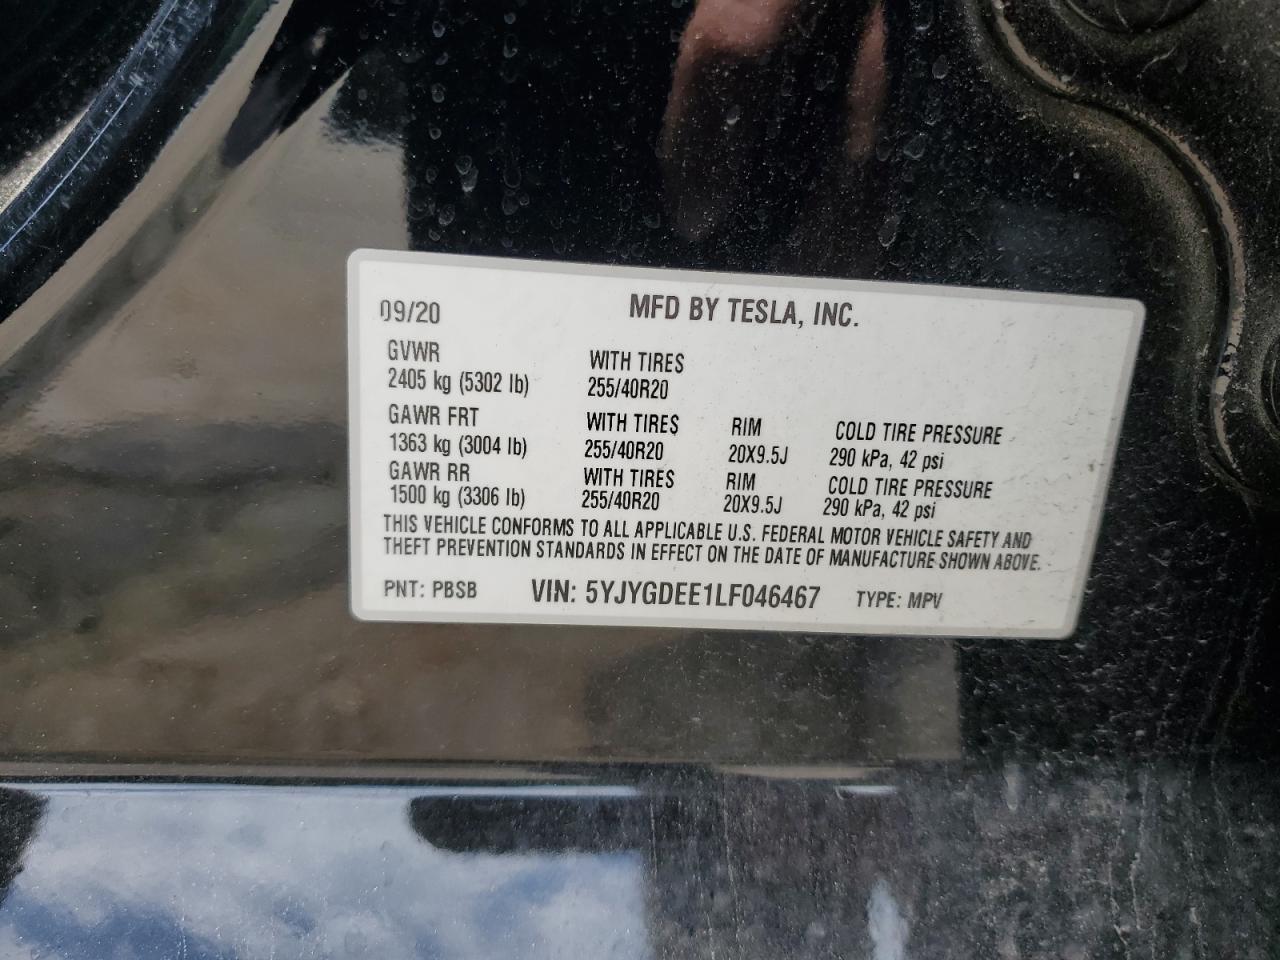 09/20 MFD BY TESLA, INC.
GVWR WITH TIRES
2405 kg (5302 lb) 255/40R20
GAWR FRT WITH TIRES RIM COLD TIRE PRESSURE
1363 kg (3004 lb) 255/40R20 20X9.5J 290 kPa, 42 psi
GAWR RR WITH TIRES RIM COLD TIRE PRESSURE
1500 kg (3306 lb) 255/40R20 20X9.5J 290 kPa, 42 psi
THIS VEHICLE CONFORMS TO ALL APPLICABLE U.S. FEDERAL MOTOR VEHICLE SAFETY AND
THEFT PREVENTION STANDARDS IN EFFECT ON THE DATE OF MANUFACTURE SHOWN ABOVE.
PNT: PBSB VIN: 5YJYGDEE1LF046467 TYPE: MPV